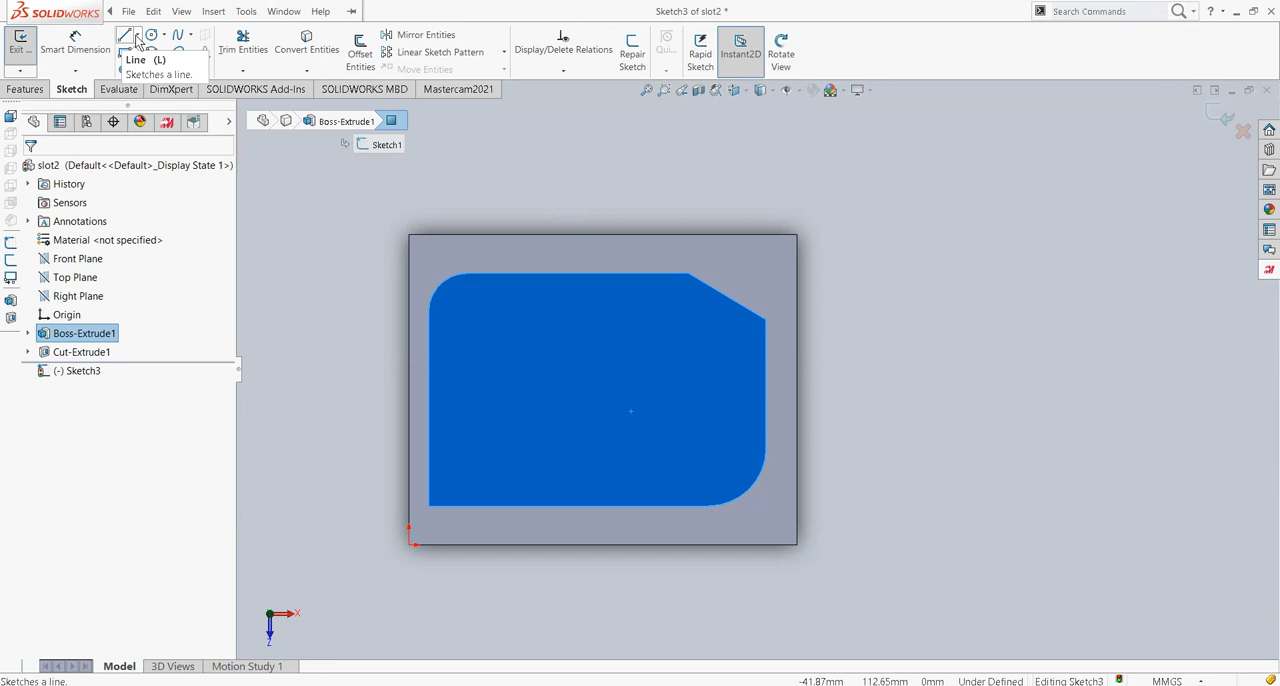 SOLIDWORKS
File Edit View Insert Tools Window Help
Sketch3 of slot2 *
Search Commands
?
Exit ...
Smart Dimension
Line (L)
Sketches a line.
Trim Entities
Convert Entities
Offset Entities
Mirror Entities
Linear Sketch Pattern
Move Entities
Display/Delete Relations
Repair Sketch
Qui...
Rapid Sketch
Instant2D
Rotate View
Features Sketch Evaluate DimXpert SOLIDWORKS Add-Ins SOLIDWORKS MBD Mastercam2021
Boss-Extrude1
Sketch1
slot2 (Default<<Default>_Display State 1>)
History
Sensors
Annotations
Material <not specified>
Front Plane
Top Plane
Right Plane
Origin
Boss-Extrude1
Cut-Extrude1
(-) Sketch3
X
Z
Model 3D Views Motion Study 1
Sketches a line.
-41.87mm 112.65mm 0mm Under Defined Editing Sketch3 MMGS